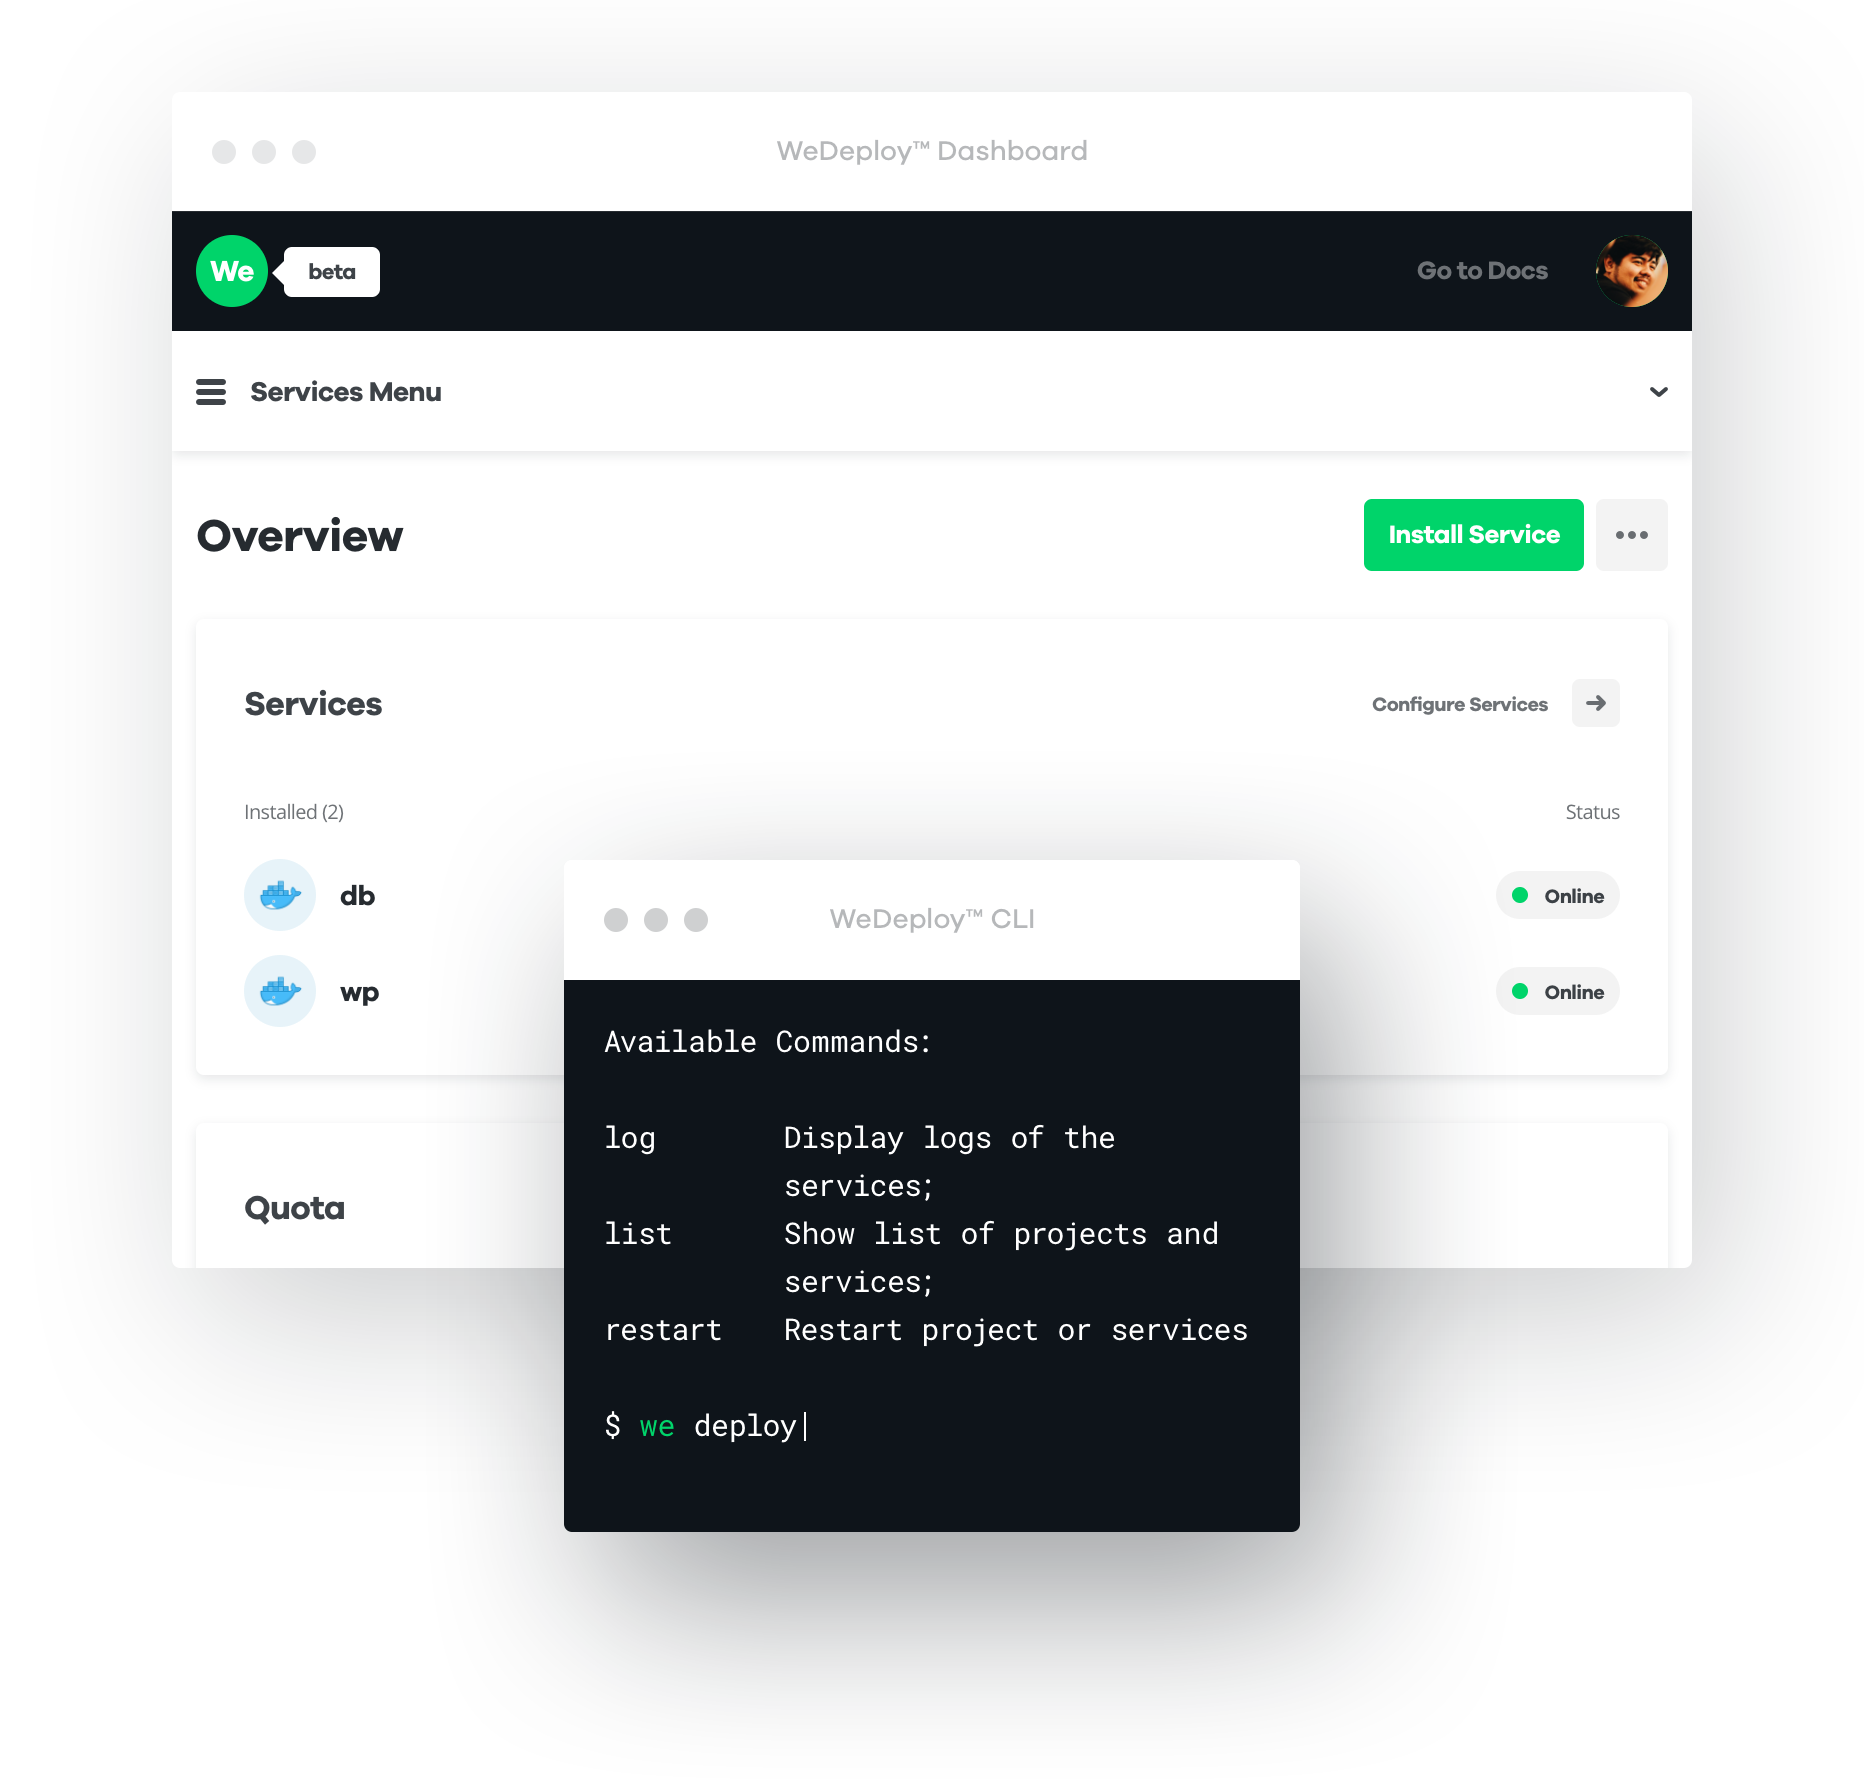 WeDeploy™ Dashboard
We
beta
Go to Docs
Services Menu
Overview
Install Service
Services
Configure Services
Installed (2)
Status
db
Online
wp
Online
Quota
WeDeploy™ CLI
Available Commands:
log Display logs of the
services;
list Show list of projects and
services;
restart Restart project or services
$ we deploy|